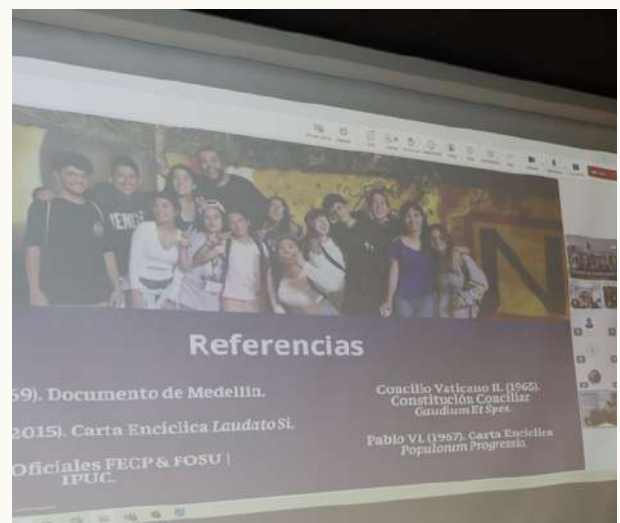 Referencias
69). Documento de Medellín.
2015). Carta Encíclica Laudato Si.
Oficiales FECP & FOSU |
IPUC.
Concilio Vaticano II. (1965).
Constitución Conciliar
Gaudium Et Spes.
Pablo VI. (1967). Carta Encíclica
Populorum Progressio.